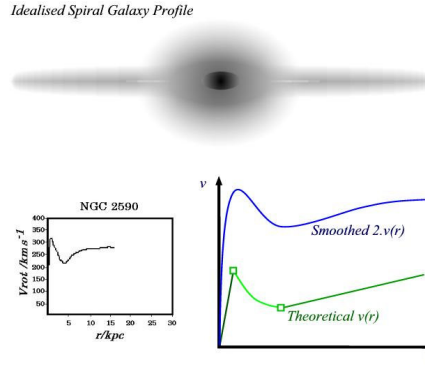 Idealised Spiral Galaxy Profile
v
NGC 2590
400
350
300
250
200
150
100
50
Vrot /km s⁻¹
5 10 15 20 25 30
r/kpc
Smoothed 2.v(r)
Theoretical v(r)